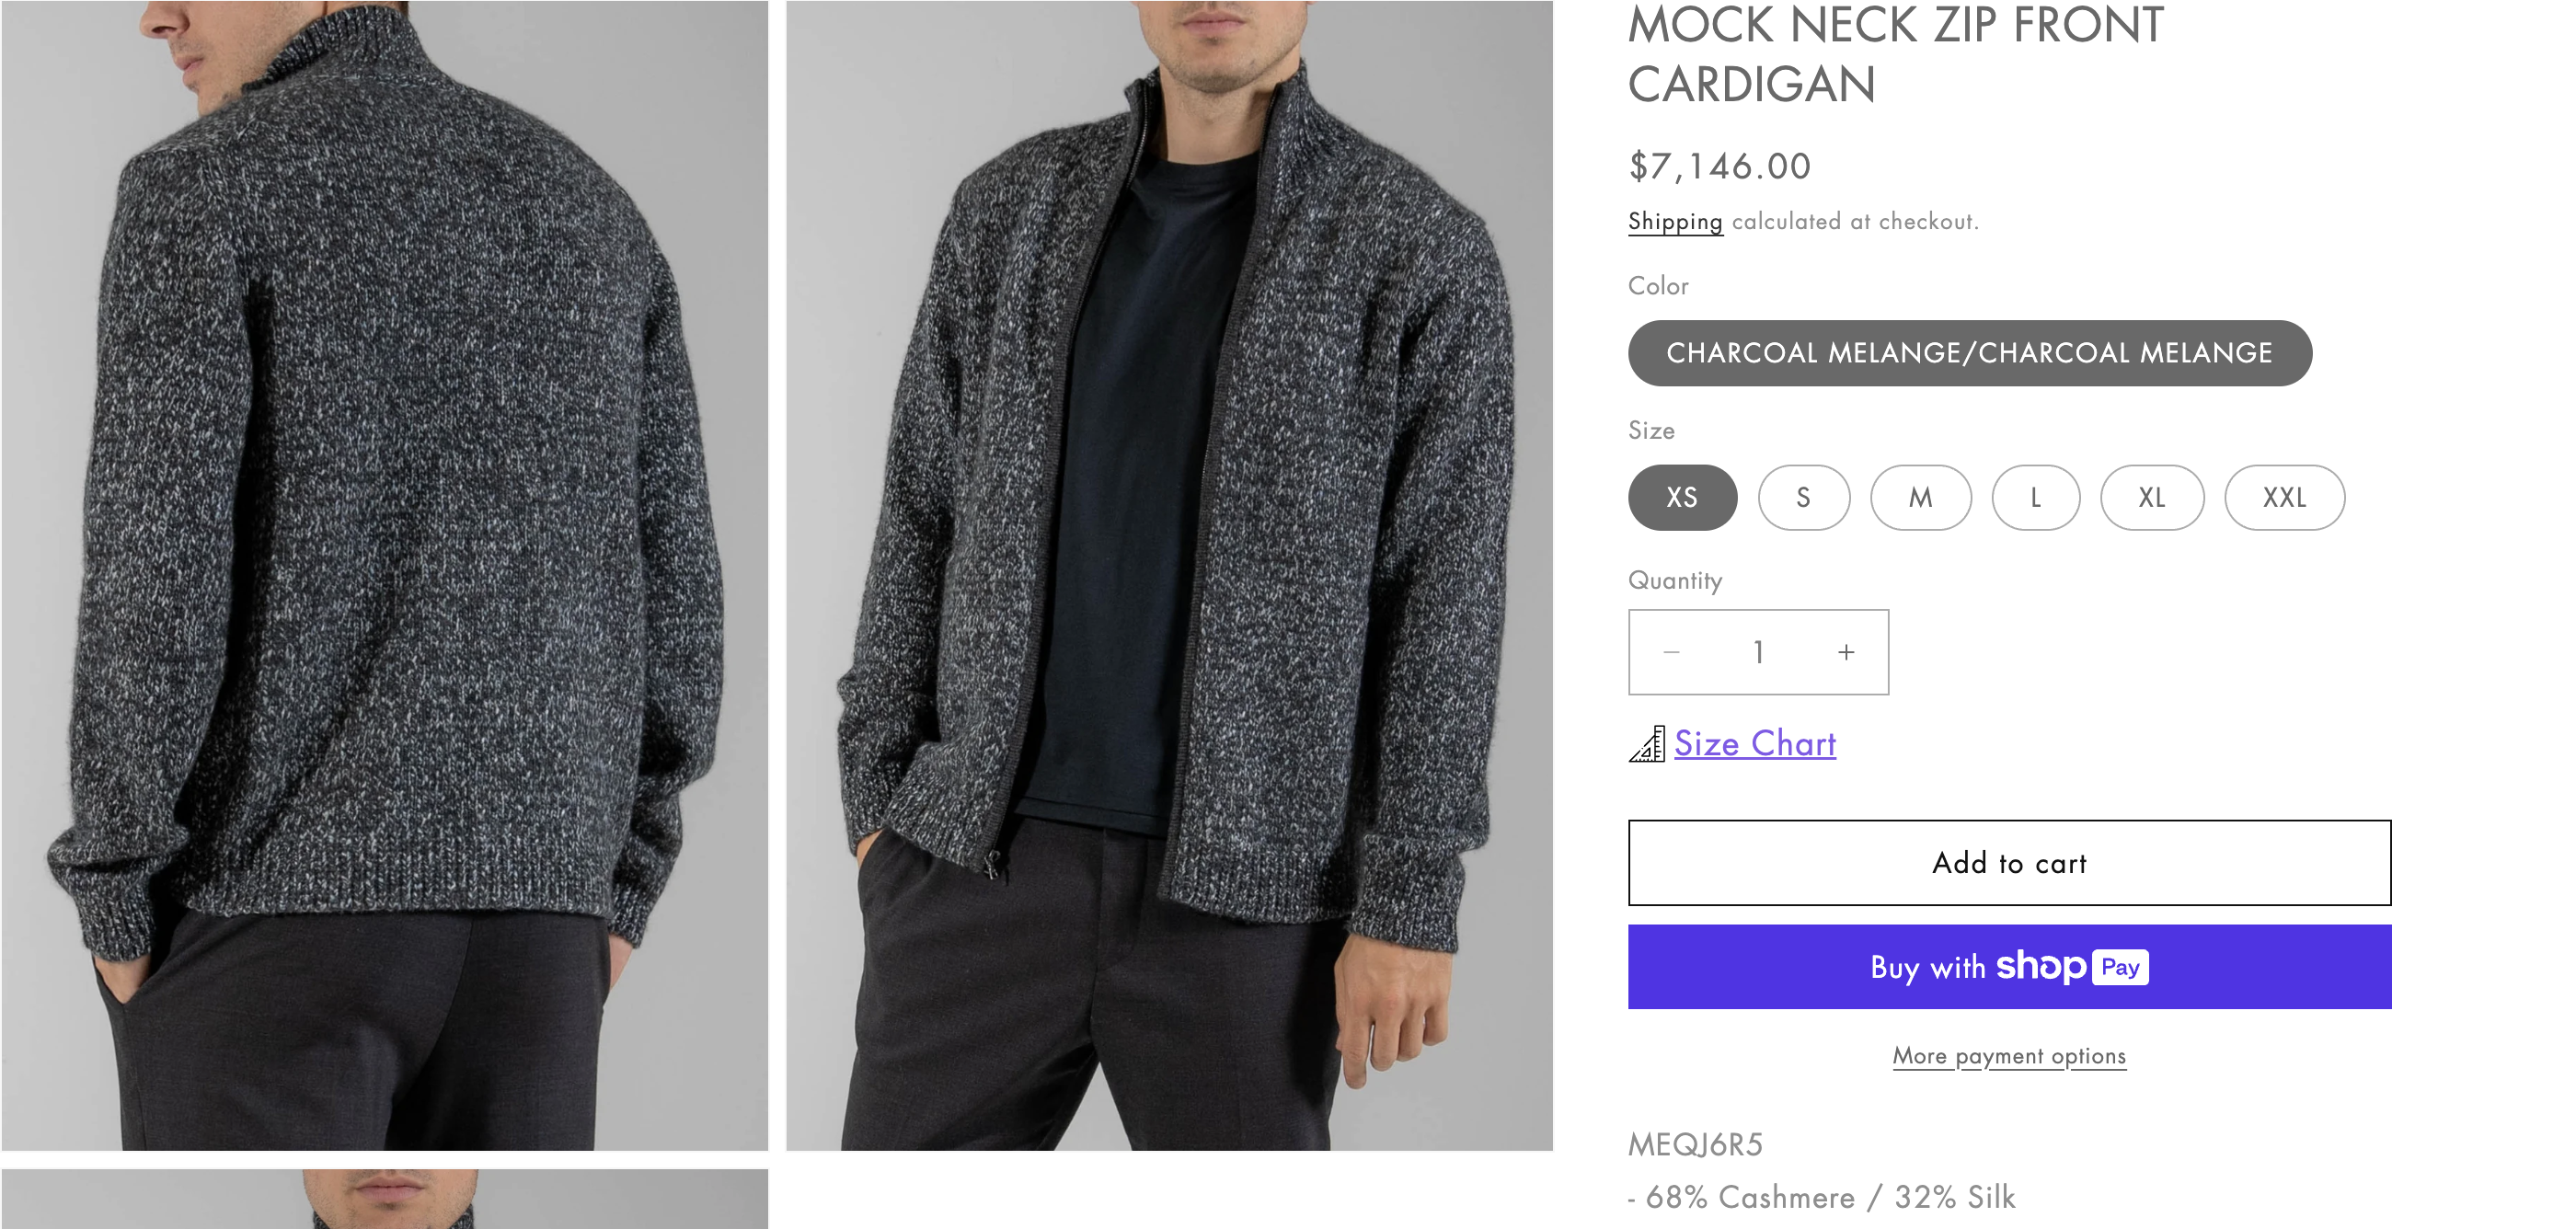 MOCK NECK ZIP FRONT
CARDIGAN
$7,146.00
Shipping calculated at checkout.
Color
CHARCOAL MELANGE/CHARCOAL MELANGE
Size
XS S M L XL XXL
Quantity
− 1 +
Size Chart
Add to cart
Buy with shop Pay
More payment options
MEQJ6R5
- 68% Cashmere / 32% Silk